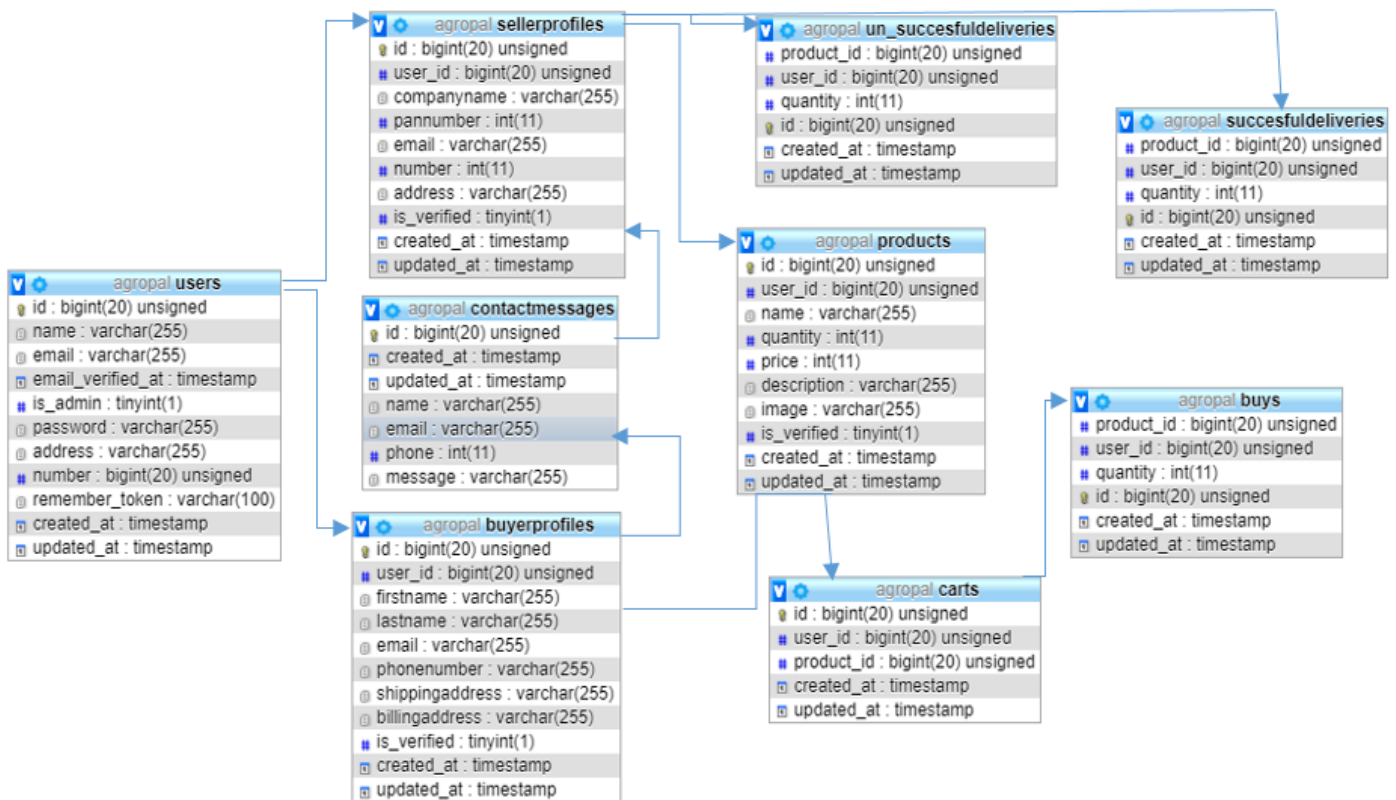 agropal sellerprofiles
id : bigint(20) unsigned
user_id : bigint(20) unsigned
companyname : varchar(255)
pannumber : int(11)
email : varchar(255)
number : int(11)
address : varchar(255)
is_verified : tinyint(1)
created_at : timestamp
updated_at : timestamp
agropal un_succesfuldeliveries
product_id : bigint(20) unsigned
user_id : bigint(20) unsigned
quantity : int(11)
id : bigint(20) unsigned
created_at : timestamp
updated_at : timestamp
agropal succesfuldeliveries
product_id : bigint(20) unsigned
user_id : bigint(20) unsigned
quantity : int(11)
id : bigint(20) unsigned
created_at : timestamp
updated_at : timestamp
agropal users
id : bigint(20) unsigned
name : varchar(255)
email : varchar(255)
email_verified_at : timestamp
is_admin : tinyint(1)
password : varchar(255)
address : varchar(255)
number : bigint(20) unsigned
remember_token : varchar(100)
created_at : timestamp
updated_at : timestamp
agropal contactmessages
id : bigint(20) unsigned
created_at : timestamp
updated_at : timestamp
name : varchar(255)
email : varchar(255)
phone : int(11)
message : varchar(255)
agropal products
id : bigint(20) unsigned
user_id : bigint(20) unsigned
name : varchar(255)
quantity : int(11)
price : int(11)
description : varchar(255)
image : varchar(255)
is_verified : tinyint(1)
created_at : timestamp
updated_at : timestamp
agropal buys
product_id : bigint(20) unsigned
user_id : bigint(20) unsigned
quantity : int(11)
id : bigint(20) unsigned
created_at : timestamp
updated_at : timestamp
agropal buyerprofiles
id : bigint(20) unsigned
user_id : bigint(20) unsigned
firstname : varchar(255)
lastname : varchar(255)
email : varchar(255)
phonenumber : varchar(255)
shippingaddress : varchar(255)
billingaddress : varchar(255)
is_verified : tinyint(1)
created_at : timestamp
updated_at : timestamp
agropal carts
id : bigint(20) unsigned
user_id : bigint(20) unsigned
product_id : bigint(20) unsigned
created_at : timestamp
updated_at : timestamp